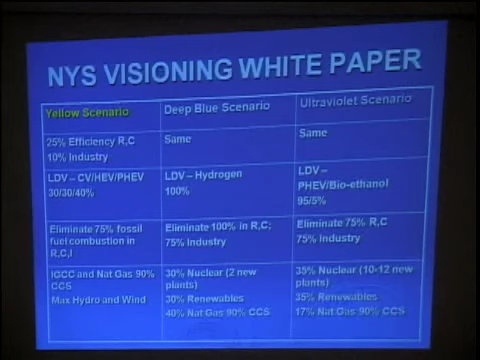 NYS VISIONING WHITE PAPER
Yellow Scenario
Deep Blue Scenario
Ultraviolet Scenario
25% Efficiency R,C
10% Industry
Same
Same
LDV – CV/HEV/PHEV
30/30/40%
LDV – Hydrogen
100%
LDV –
PHEV/Bio-ethanol
95/5%
Eliminate 75% fossil
fuel combustion in
R,C,I
Eliminate 100% in R,C;
75% Industry
Eliminate 75% R,C
75% Industry
IGCC and Nat Gas 90%
CCS
Max Hydro and Wind
30% Nuclear (2 new
plants)
30% Renewables
40% Nat Gas 90% CCS
35% Nuclear (10-12 new
plants)
35% Renewables
17% Nat Gas 90% CCS